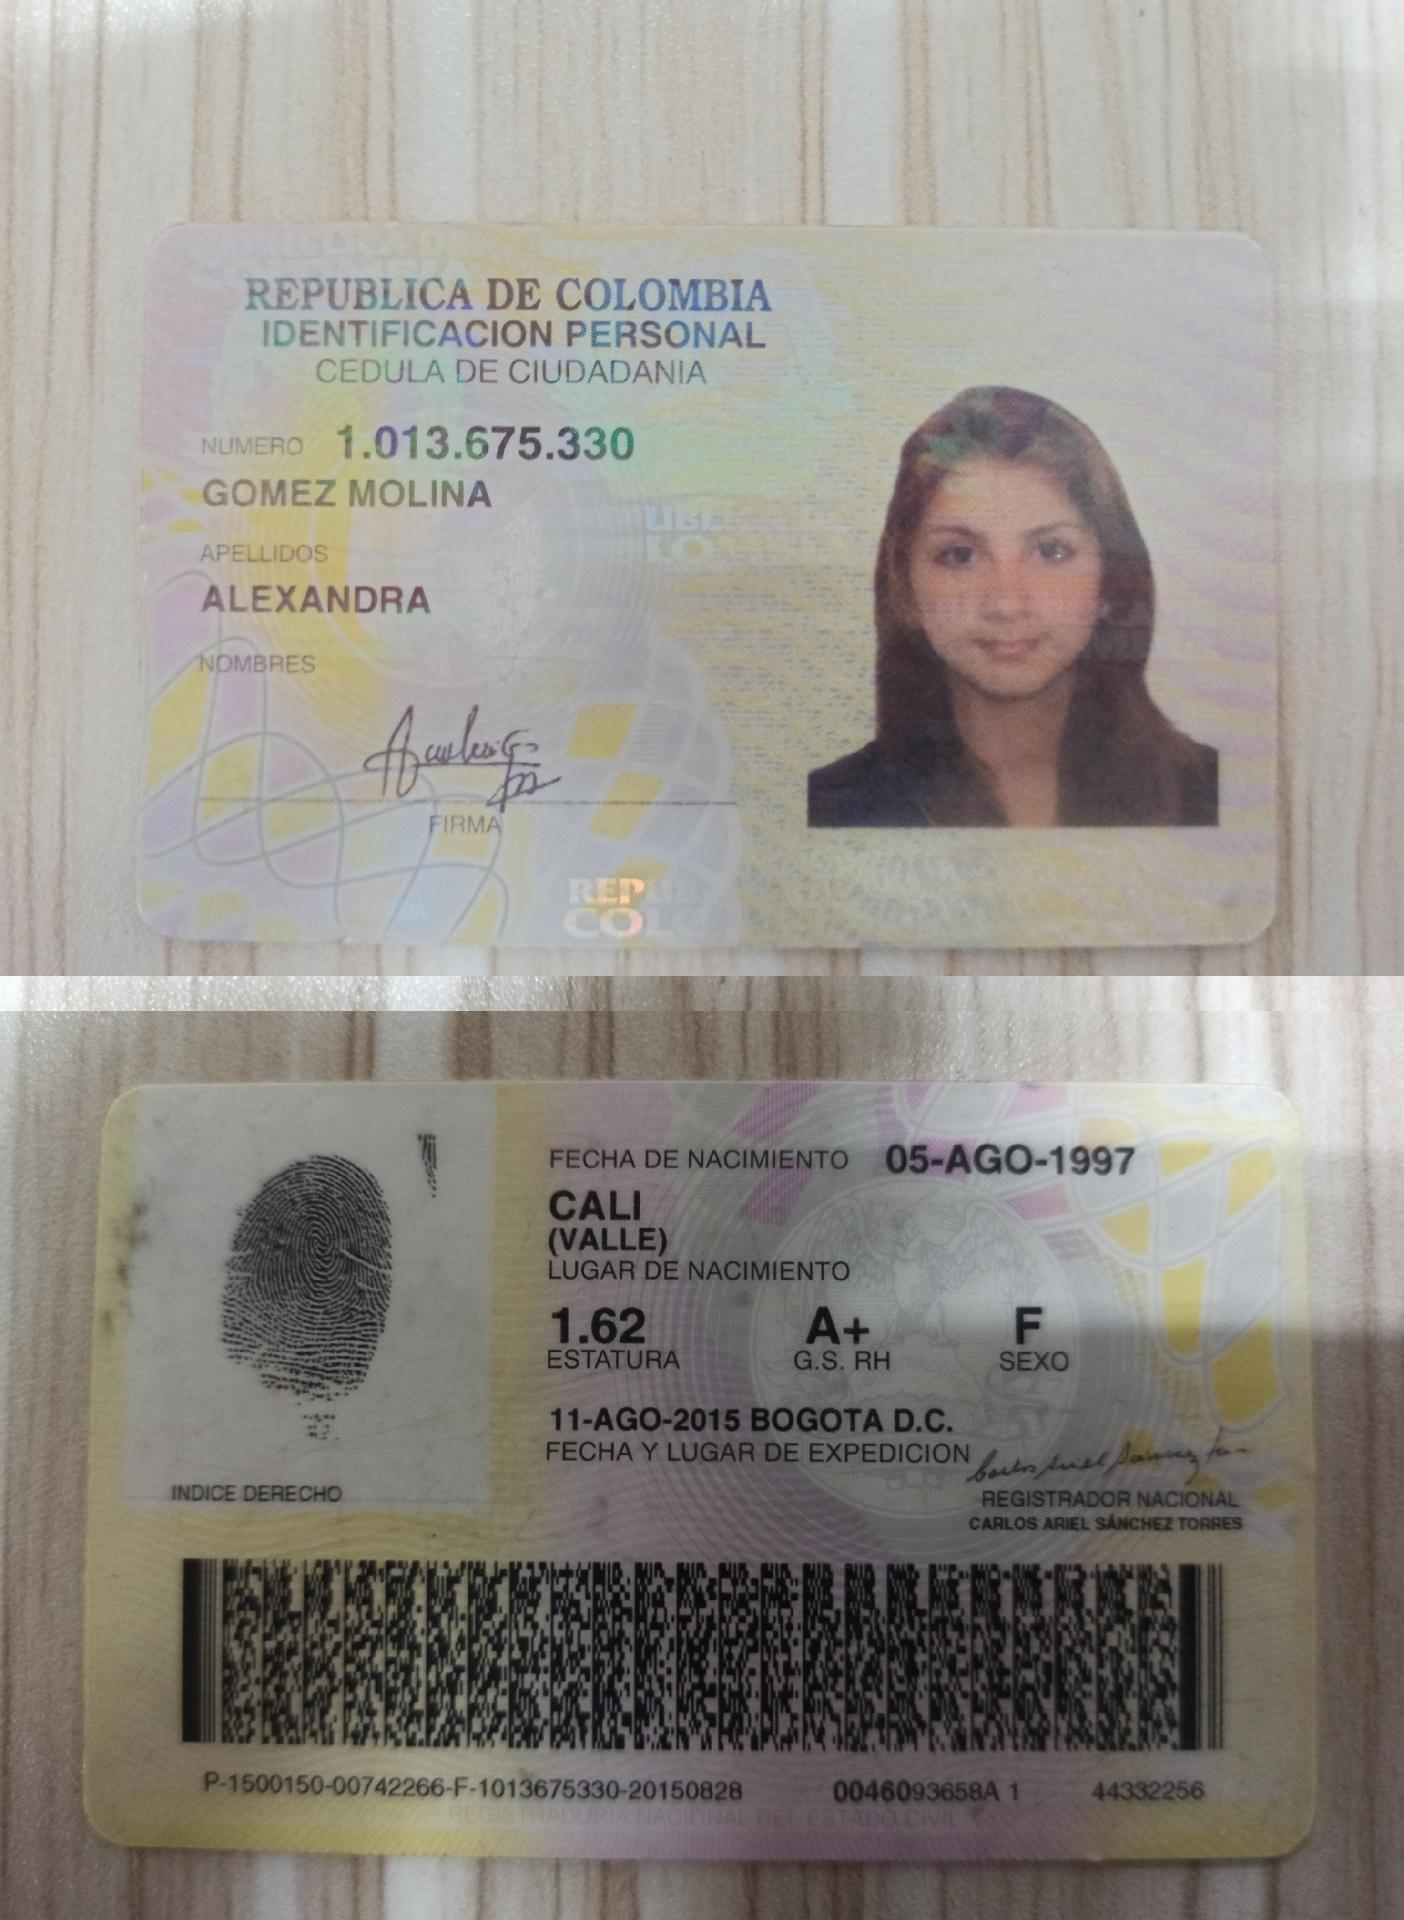 REPUBLICA DE COLOMBIA
IDENTIFICACION PERSONAL
CEDULA DE CIUDADANIA
NUMERO 1.013.675.330
GOMEZ MOLINA
APELLIDOS
ALEXANDRA
NOMBRES
FIRMA
FECHA DE NACIMIENTO 05-AGO-1997
CALI
(VALLE)
LUGAR DE NACIMIENTO
1.62 A+ F
ESTATURA G.S. RH SEXO
11-AGO-2015 BOGOTA D.C.
FECHA Y LUGAR DE EXPEDICION
INDICE DERECHO
REGISTRADOR NACIONAL
CARLOS ARIEL SÁNCHEZ TORRES
P-1500150-00742266-F-1013675330-20150828 0046093658A 1 44332256
REGISTRADURIA NACIONAL DEL ESTADO CIVIL